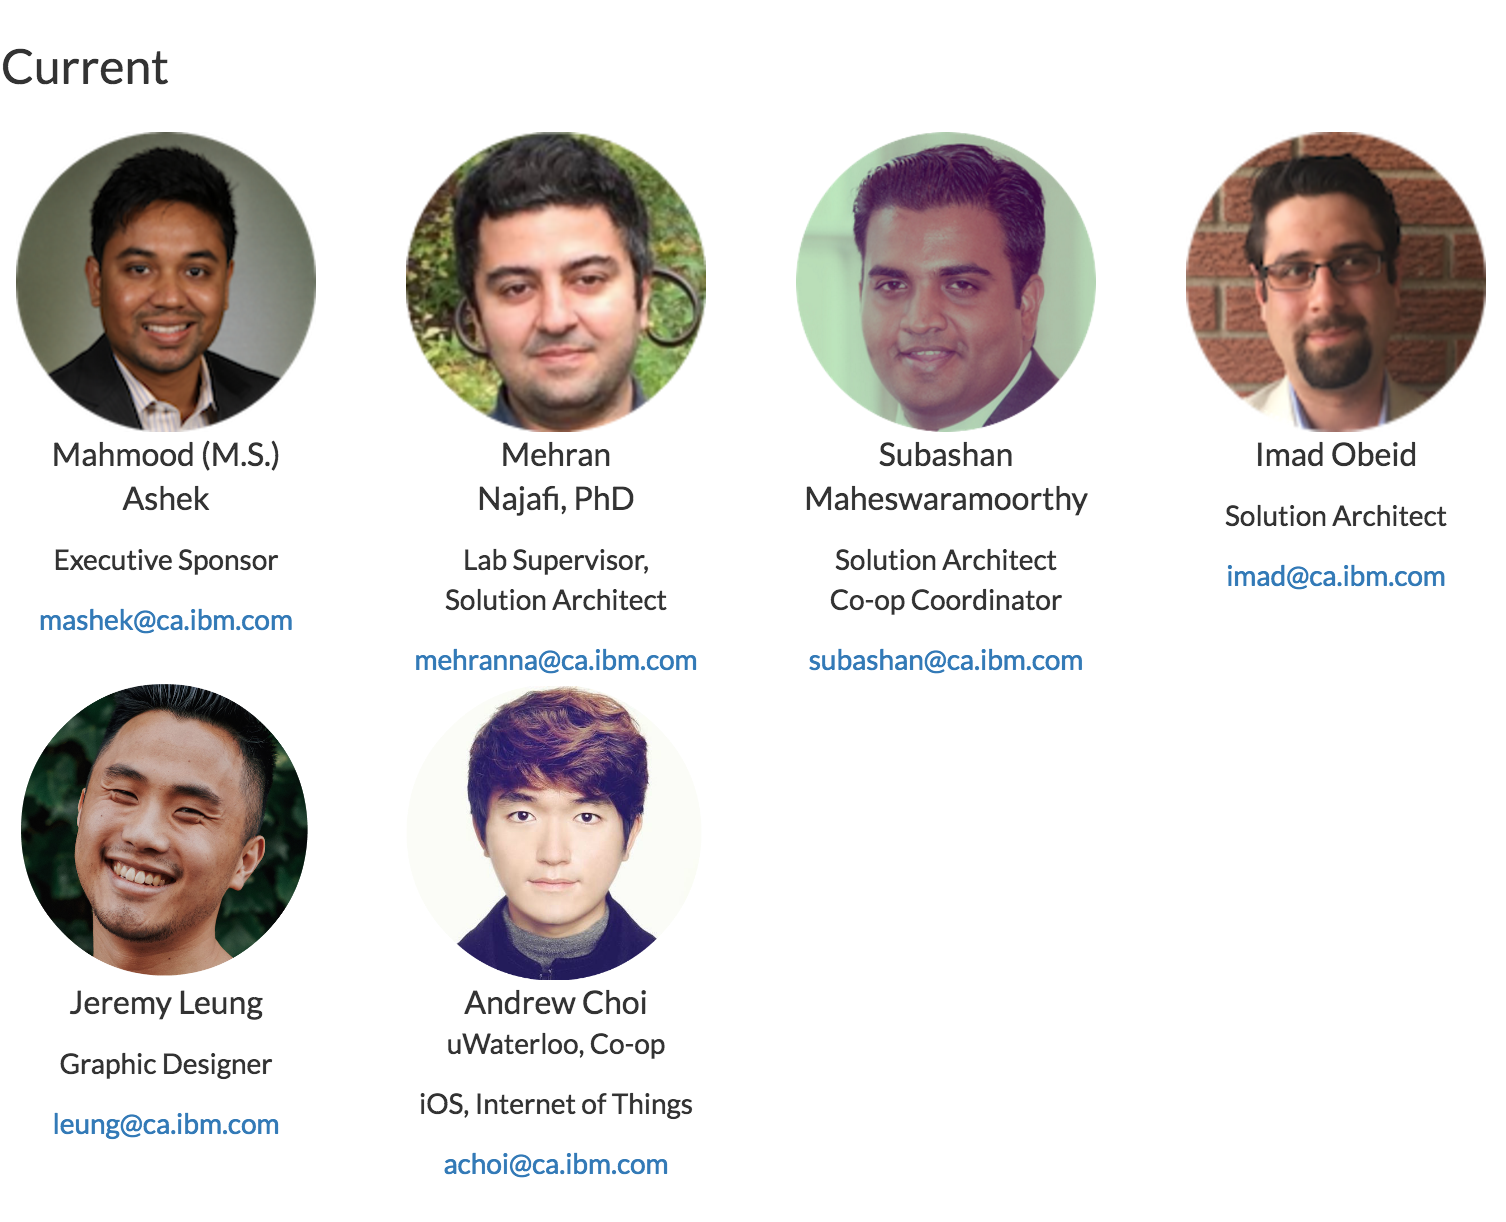 Current
Mahmood (M.S.)
Ashek
Executive Sponsor
mashek@ca.ibm.com
Mehran
Najafi, PhD
Lab Supervisor,
Solution Architect
mehranna@ca.ibm.com
Subashan
Maheswaramoorthy
Solution Architect
Co-op Coordinator
subashan@ca.ibm.com
Imad Obeid
Solution Architect
imad@ca.ibm.com
Jeremy Leung
Graphic Designer
leung@ca.ibm.com
Andrew Choi
uWaterloo, Co-op
iOS, Internet of Things
achoi@ca.ibm.com